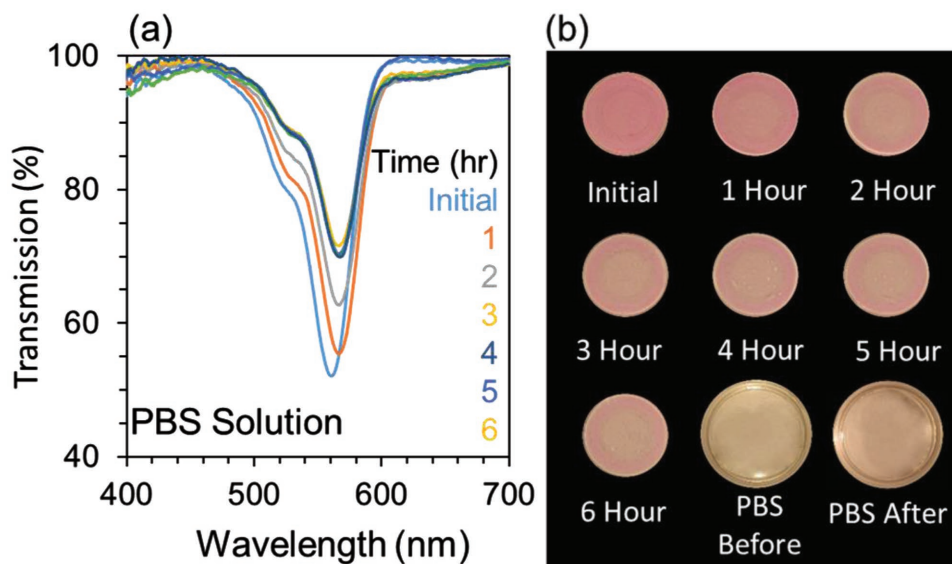 (a)
100
80
60
40
Transmission (%)
400
500
600
700
Wavelength (nm)
Time (hr)
Initial
1
2
3
4
5
6
PBS Solution
(b)
Initial
1 Hour
2 Hour
3 Hour
4 Hour
5 Hour
6 Hour
PBS
Before
PBS After